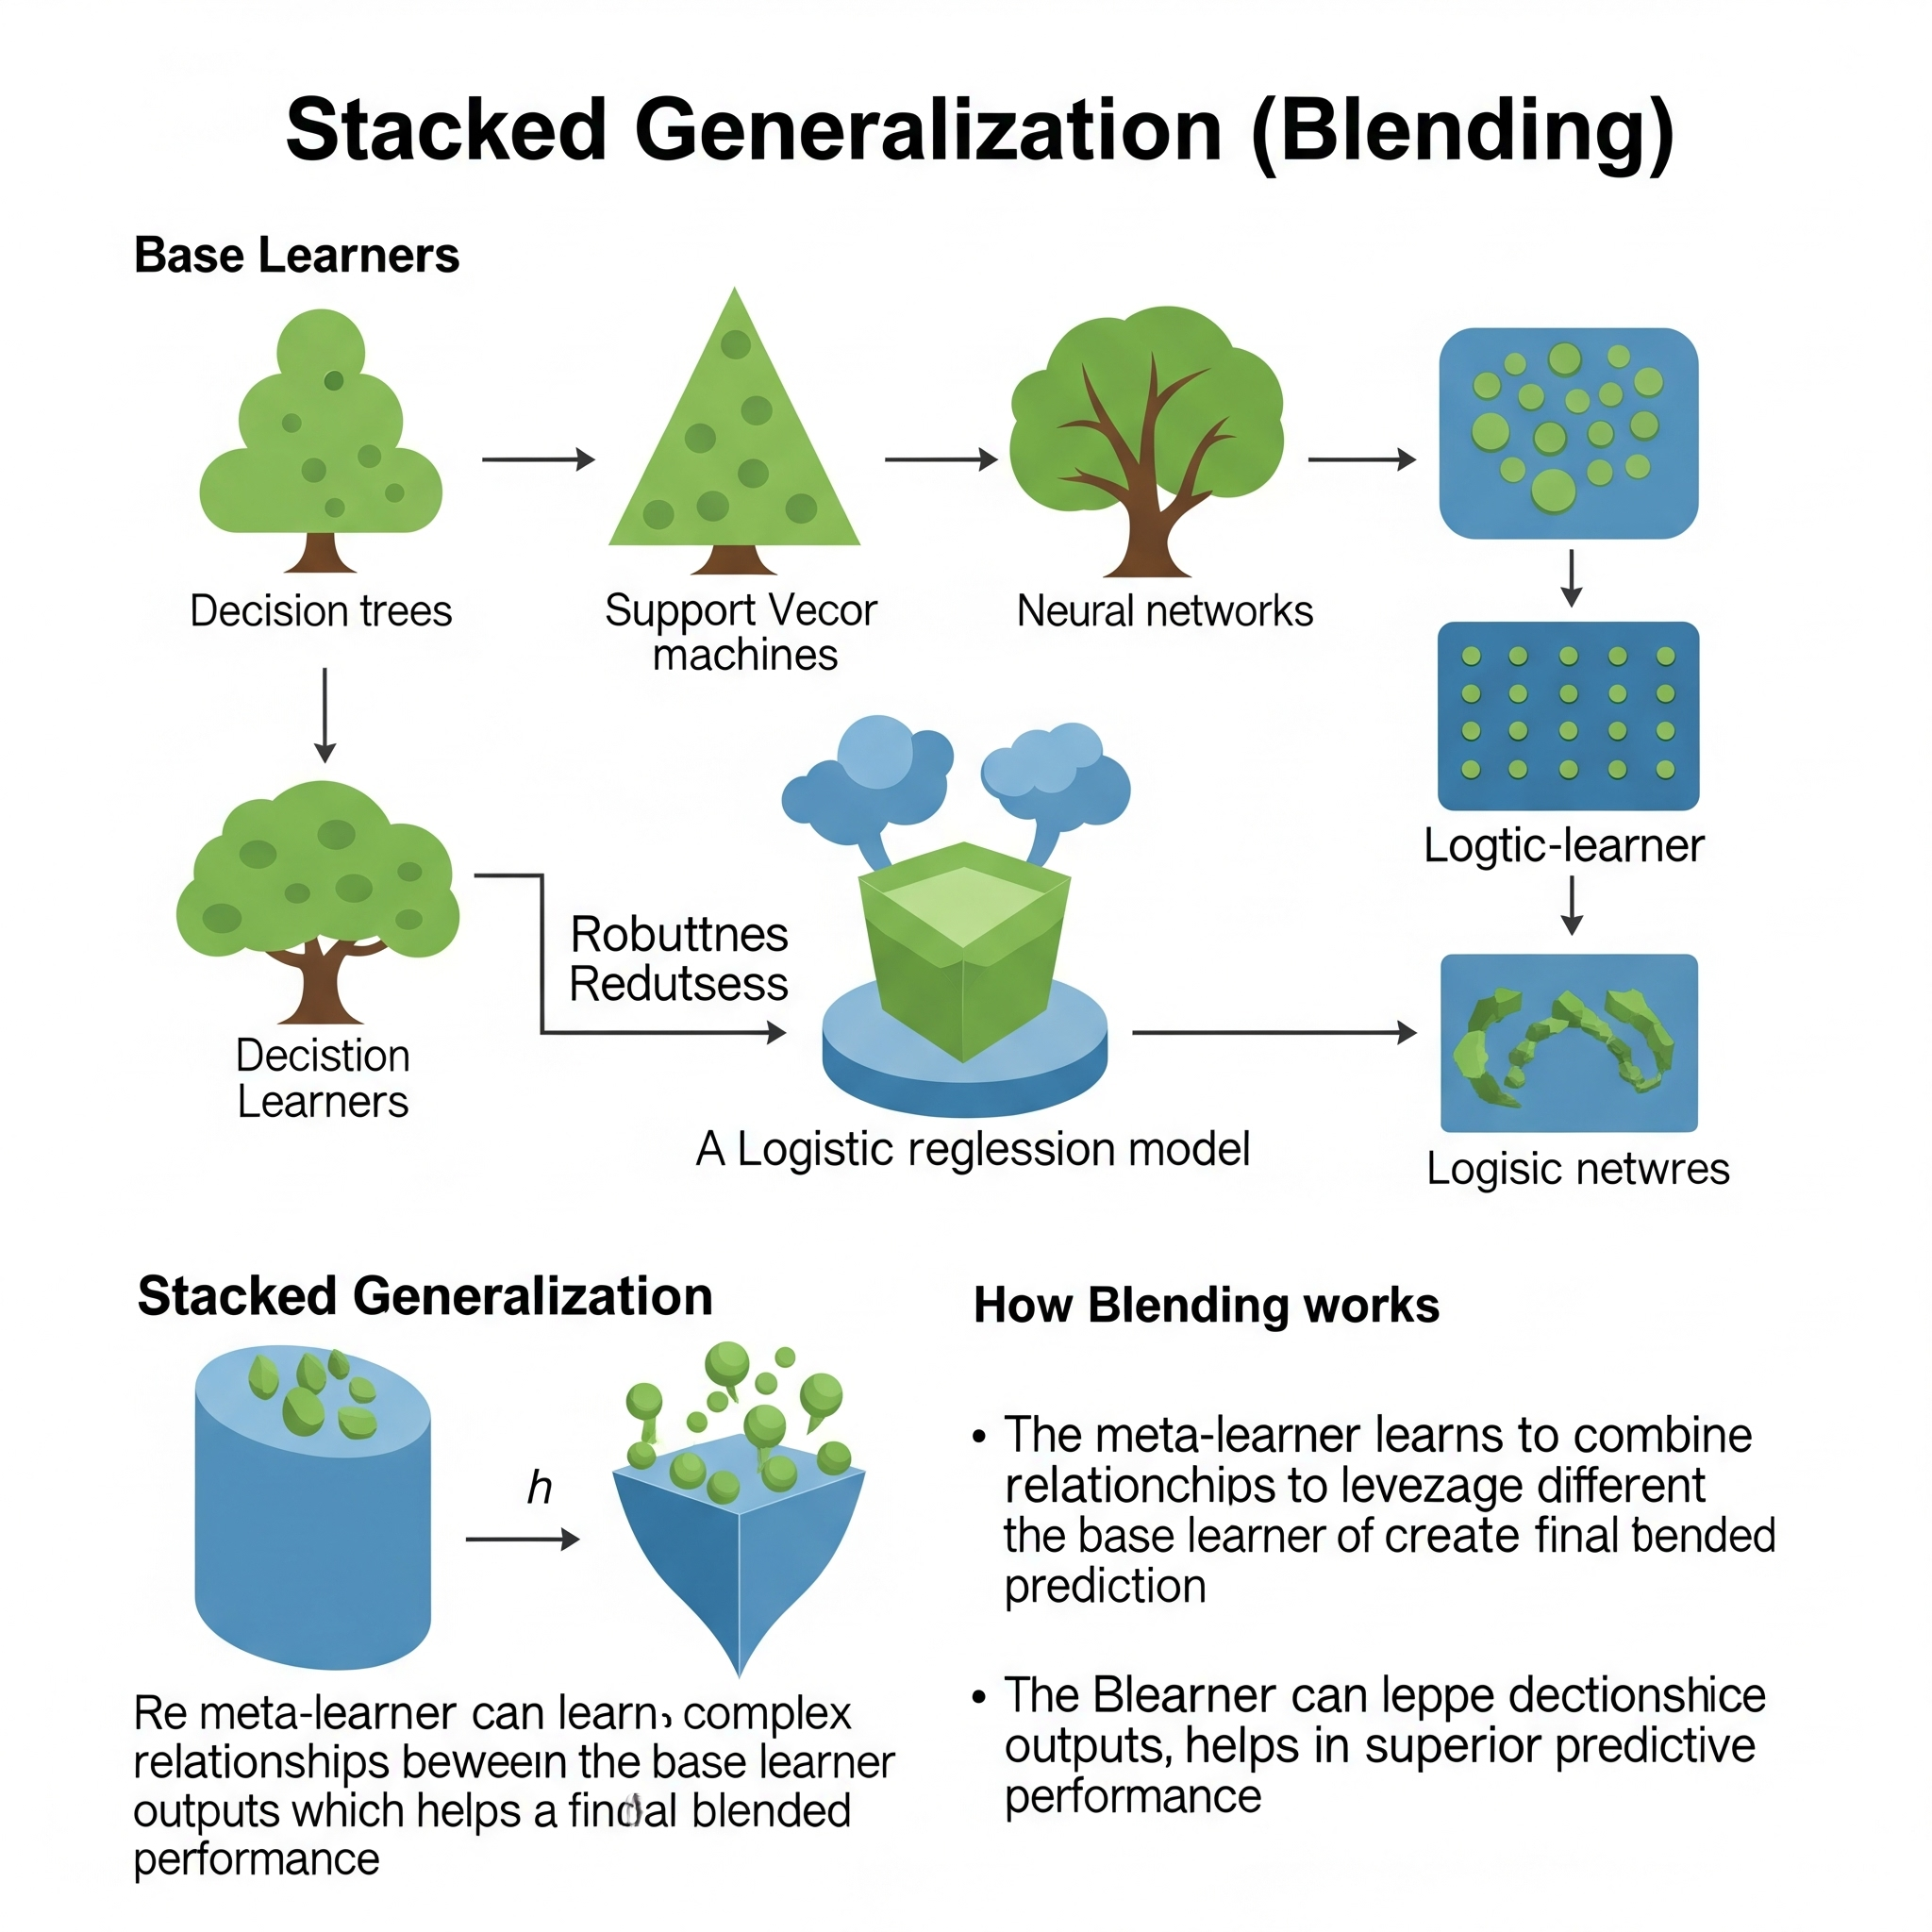 Stacked Generalization (Blending)
Base Learners
Decision trees
Support Vecor
machines
Neural networks
Logtic-learner
Decistion
Learners
Robuttnes
Redutsess
A Logistic reglession model
Logisic netwres
Stacked Generalization
h
Re meta-learner can learn, complex
relationships beweein the base learner
outputs which helps a final blended
performance
How Blending works
• The meta-learner learns to combine
relationchips to levezage different
the base learner of create final bended
prediction
• The Blearner can leppe dectionshice
outputs, helps in superior predictive
performance